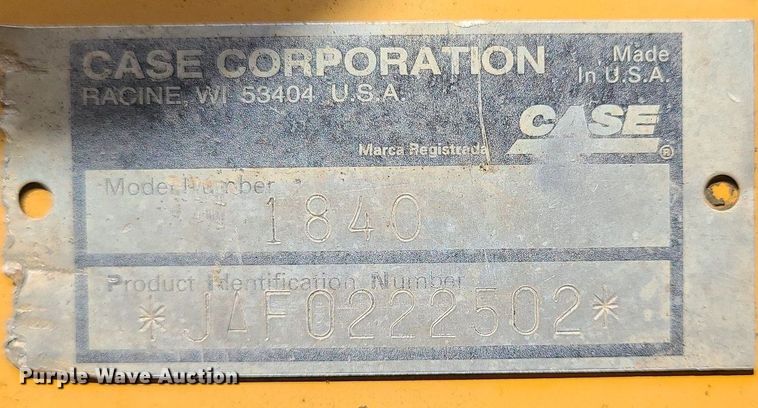 CASE CORPORATION
RACINE, WI 53404 U.S.A.
Made
In U.S.A.
CASE
®
Marca Registrada
Model Number
1840
Product Identification Number
*JAF0222502*
Purple Wave Auction